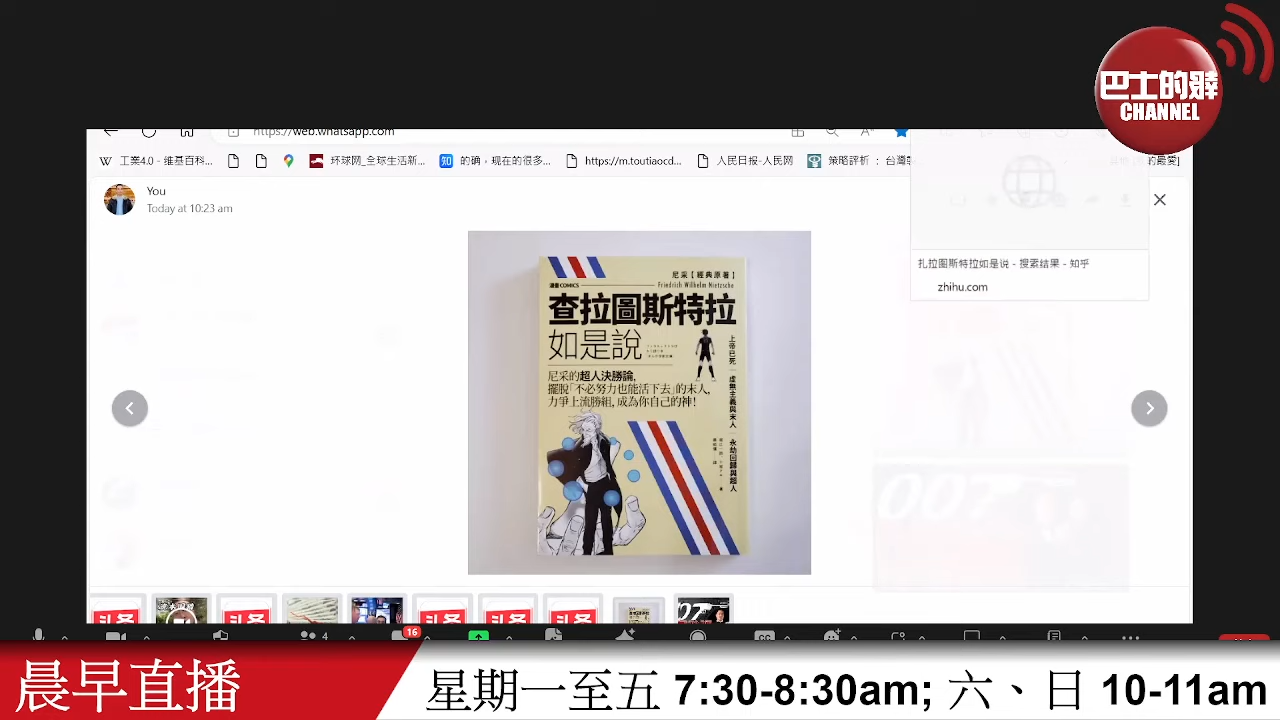 巴士的報
CHANNEL
https://web.whatsapp.com
工業4.0 - 维基百科...
环球网_全球生活新...
知
的确，现在的很多...
https://m.toutiaocd...
人民日报-人民网
策略評析 ： 台灣
的最愛]
You
Today at 10:23 am
扎拉图斯特拉如是说 - 搜索结果 - 知乎
zhihu.com
尼采【經典原著】
漫畫COMICS
Friedrich Wilhelm Nietzsche
查拉圖斯特拉
如是說
尼采的超人決勝論,
擺脫「不必努力也能活下去」的末人,
力爭上流勝組, 成為你自己的神!
上帝已死
虛無主義與末人
永劫回歸與超人
007
16
4
晨早直播
星期一至五 7:30-8:30am; 六、日 10-11am